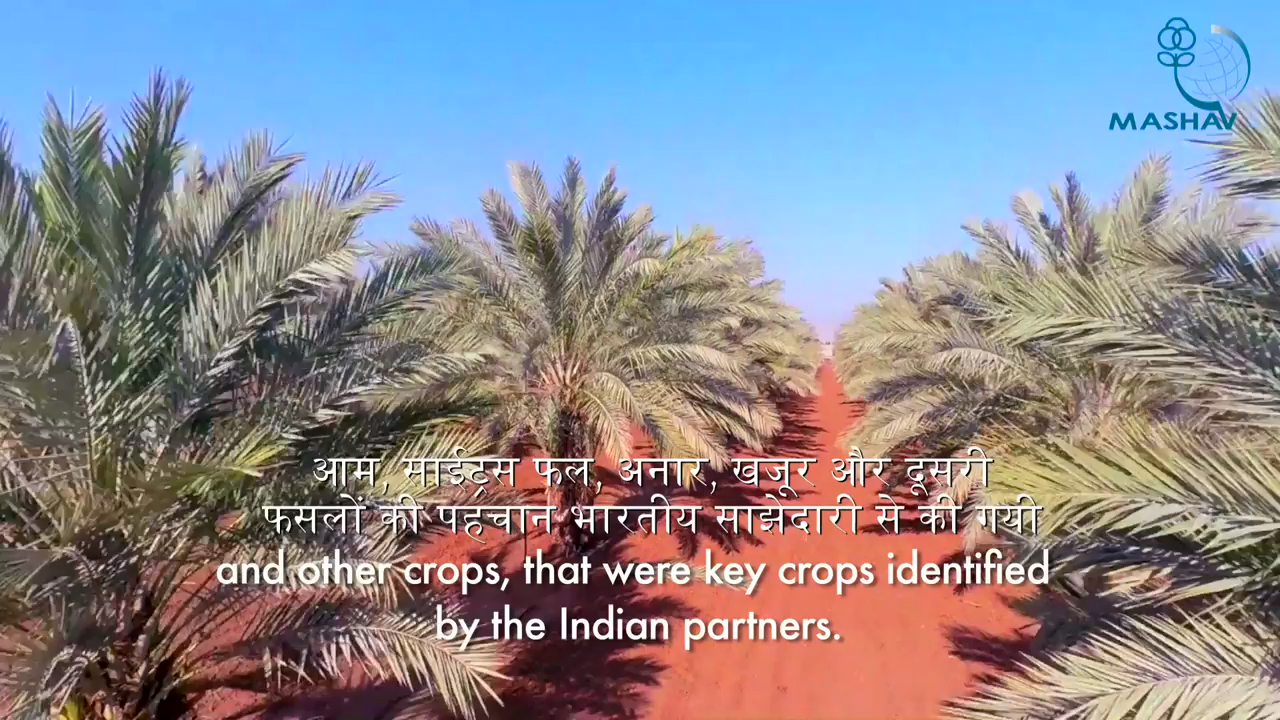 MASHAV
आम, साईट्रस फल, अनार, खजूर और दूसरी
फसलों की पहचान भारतीय साझेदारी से की गयी
and other crops, that were key crops identified
by the Indian partners.